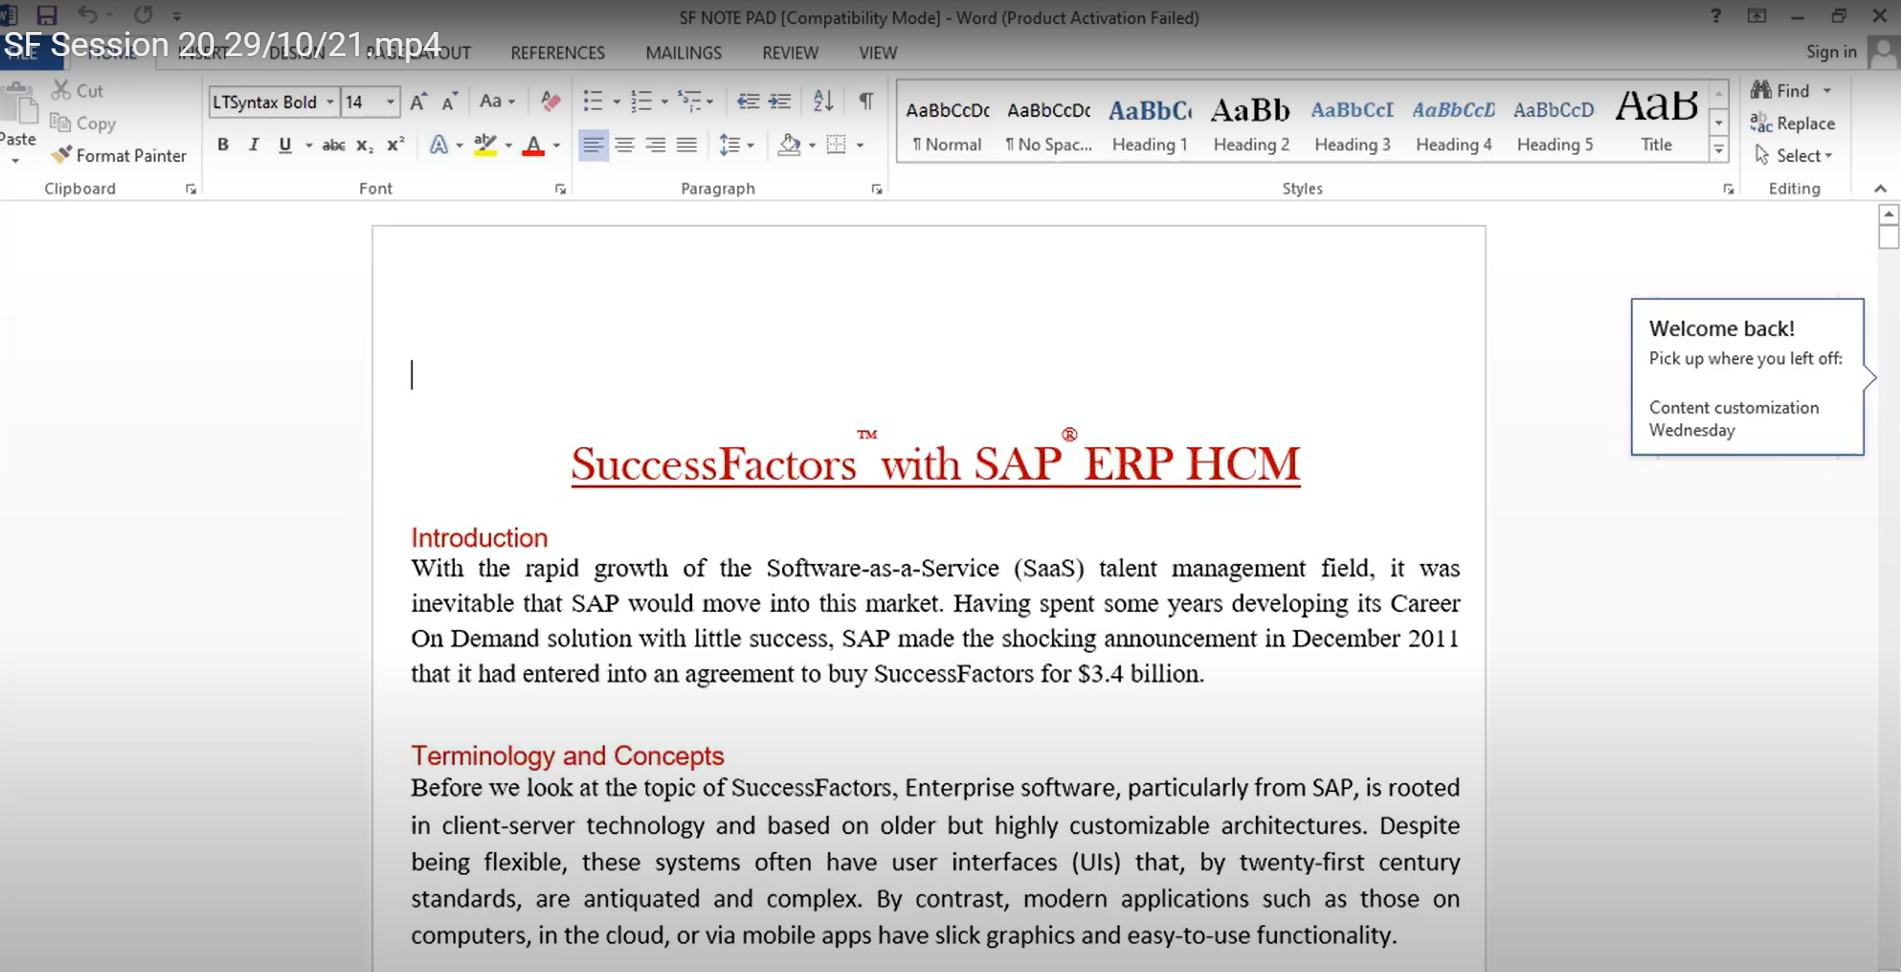 SF NOTE PAD [Compatibility Mode] - Word (Product Activation Failed)
SF Session 20 29/10/21.mp4
FILE HOME INSERT DESIGN PAGE LAYOUT REFERENCES MAILINGS REVIEW VIEW
Sign in
Paste
Cut
Copy
Format Painter
Clipboard
LTSyntax Bold 14
Font
Paragraph
AaBbCcDc AaBbCcDc AaBbC AaBb AaBbCcI AaBbCcD AaBbCcD AaB
¶ Normal ¶ No Spac... Heading 1 Heading 2 Heading 3 Heading 4 Heading 5 Title
Styles
Find
Replace
Select
Editing
Welcome back!
Pick up where you left off:
Content customization
Wednesday
SuccessFactors™ with SAP® ERP HCM
Introduction
With the rapid growth of the Software-as-a-Service (SaaS) talent management field, it was
inevitable that SAP would move into this market. Having spent some years developing its Career
On Demand solution with little success, SAP made the shocking announcement in December 2011
that it had entered into an agreement to buy SuccessFactors for $3.4 billion.
Terminology and Concepts
Before we look at the topic of SuccessFactors, Enterprise software, particularly from SAP, is rooted
in client-server technology and based on older but highly customizable architectures. Despite
being flexible, these systems often have user interfaces (UIs) that, by twenty-first century
standards, are antiquated and complex. By contrast, modern applications such as those on
computers, in the cloud, or via mobile apps have slick graphics and easy-to-use functionality.